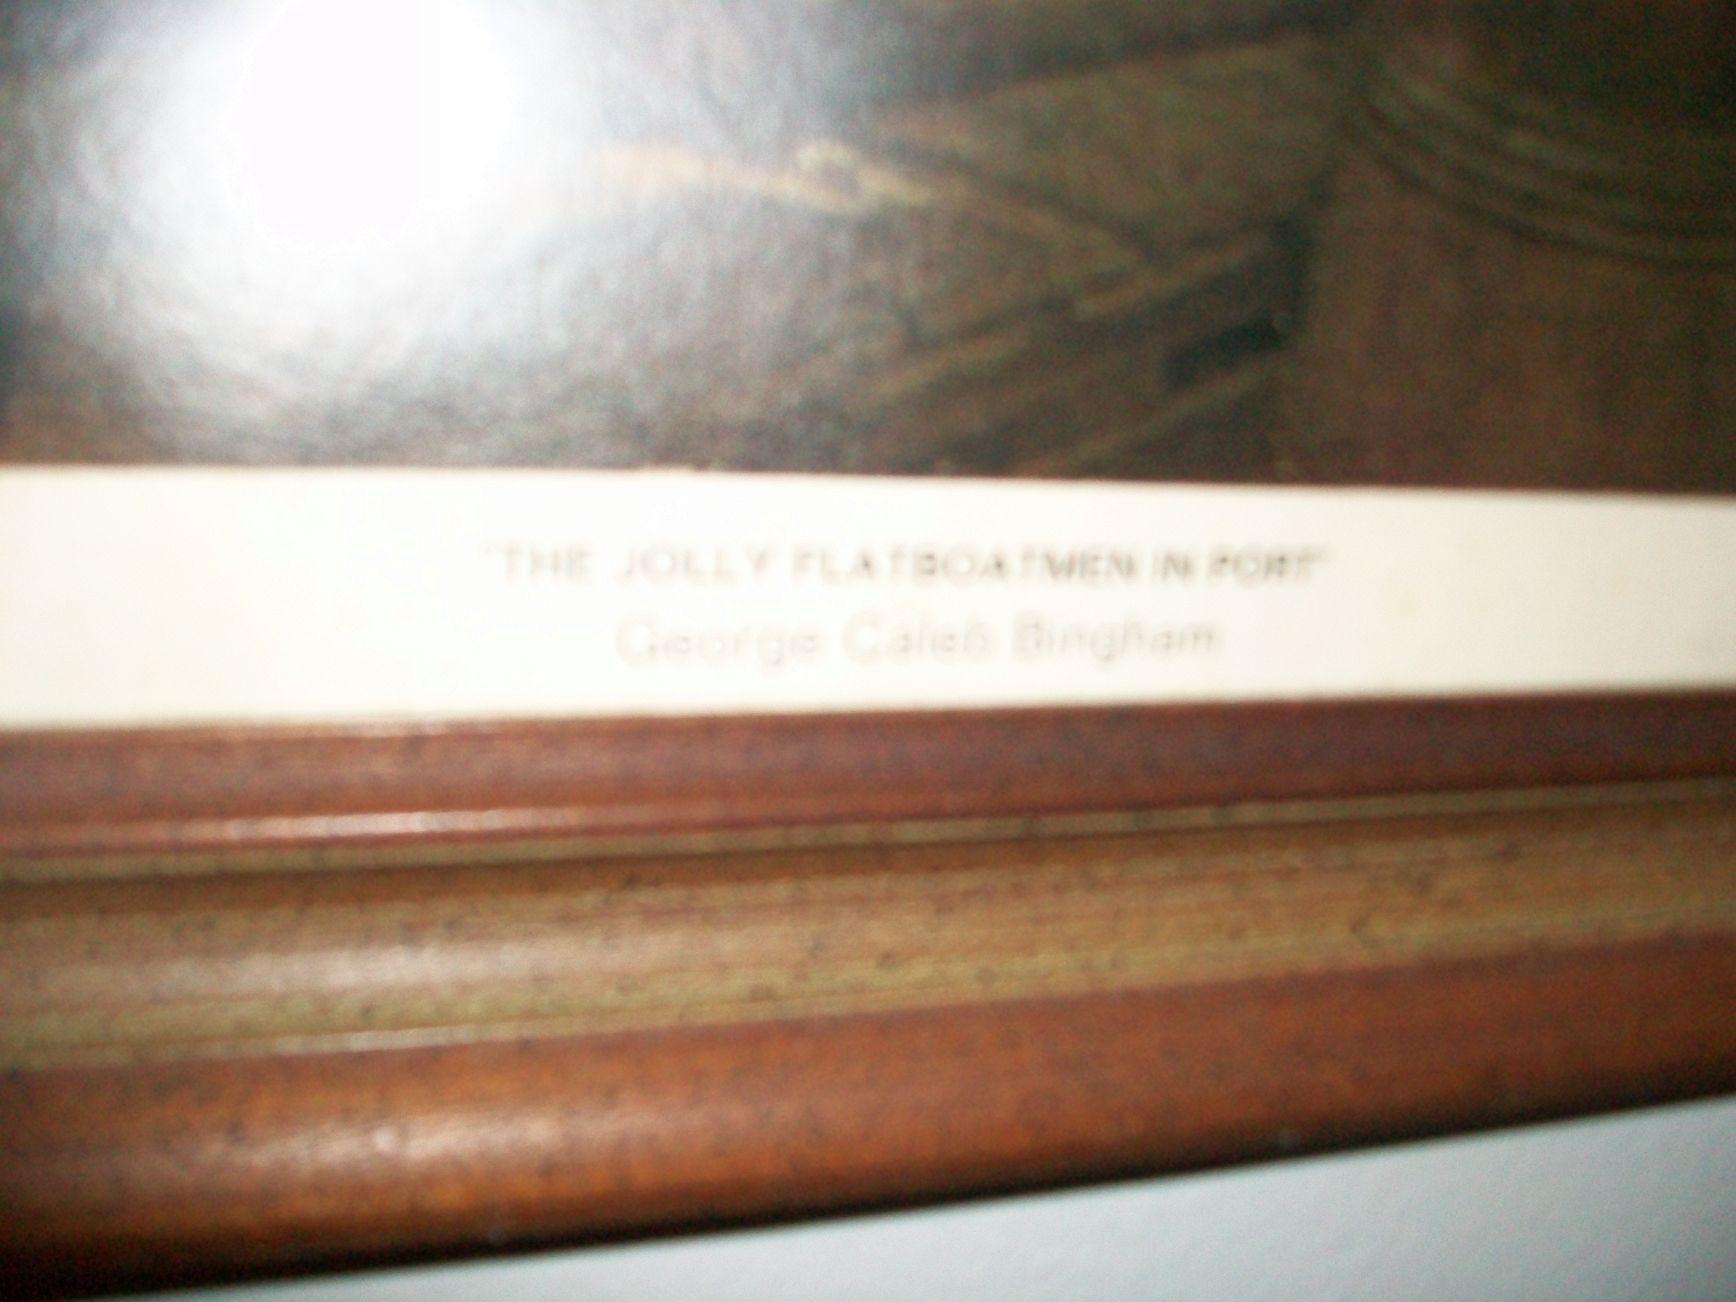 "THE JOLLY FLATBOATMEN IN PORT"
George Caleb Bingham